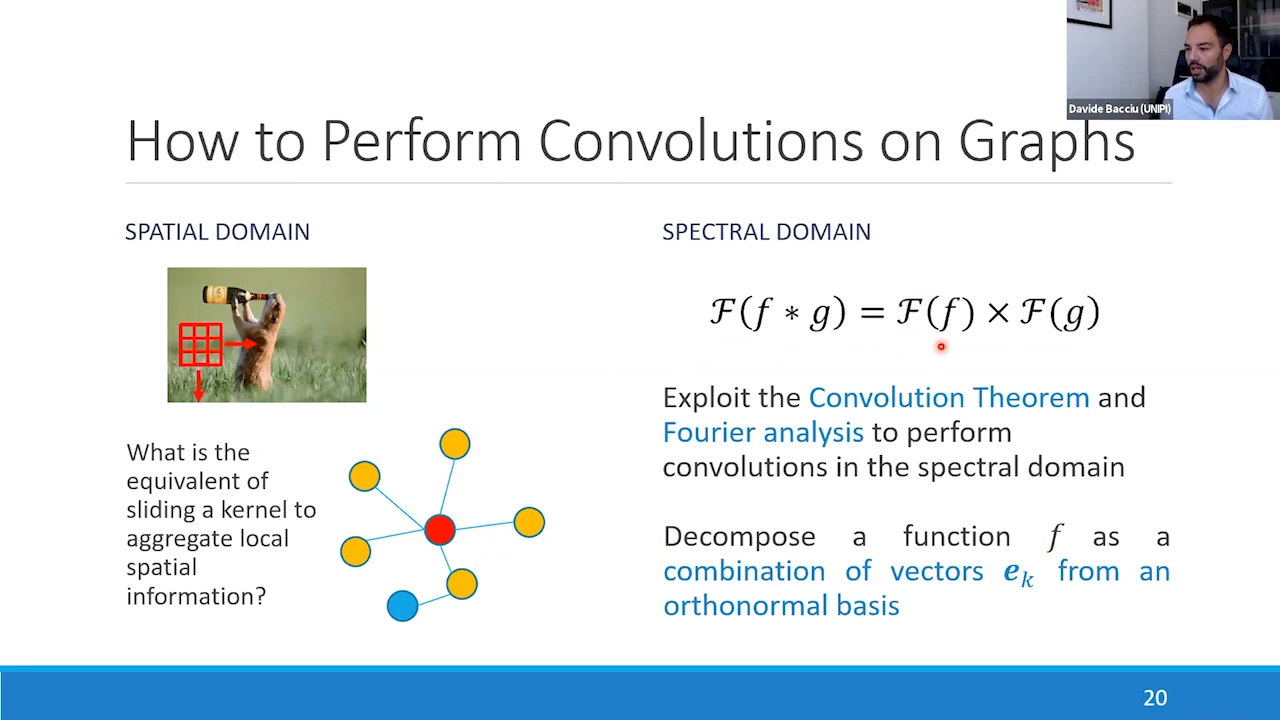 Davide Bacciu (UNIPI)
How to Perform Convolutions on Graphs
SPATIAL DOMAIN
What is the
equivalent of
sliding a kernel to
aggregate local
spatial
information?
SPECTRAL DOMAIN
ℱ(f ∗ g) = ℱ(f) × ℱ(g)
Exploit the Convolution Theorem and
Fourier analysis to perform
convolutions in the spectral domain
Decompose a function f as a
combination of vectors eₖ from an
orthonormal basis
20